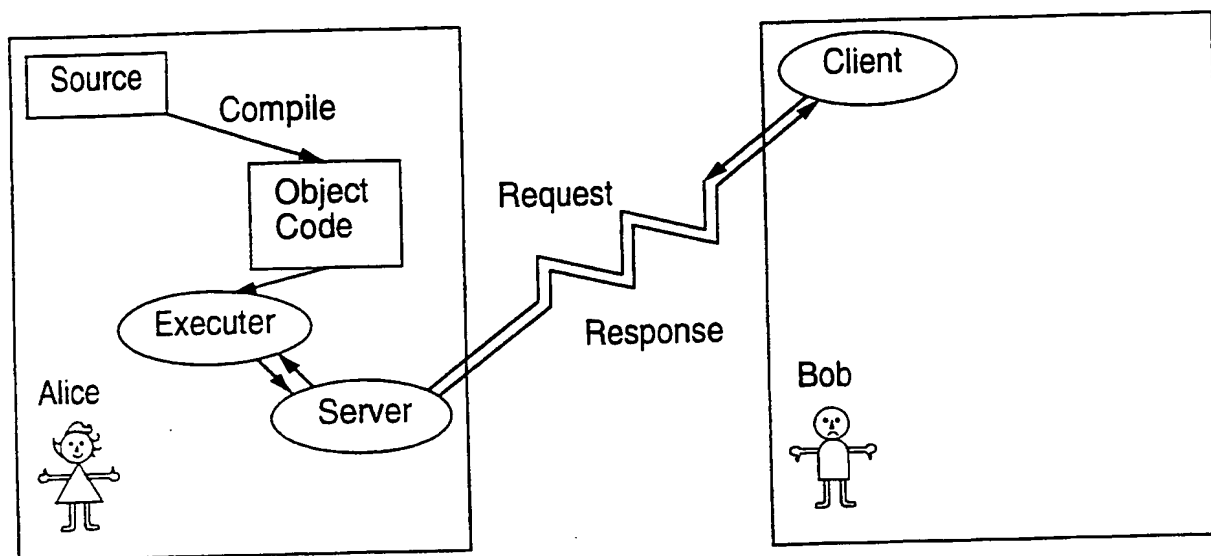 Source
Compile
Object
Code
Executer
Server
Alice
Request
Response
Client
Bob